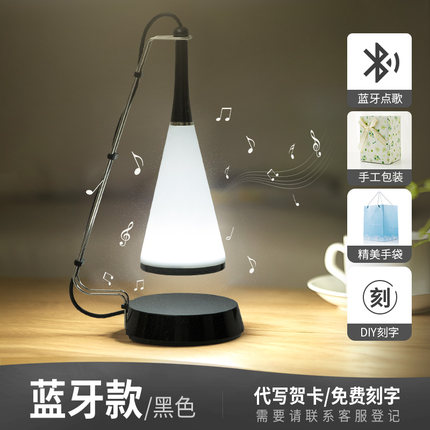 蓝牙点歌
手工包装
精美手袋
刻
DIY刻字
蓝牙款/黑色
代写贺卡/免费刻字
需要请联系客服登记